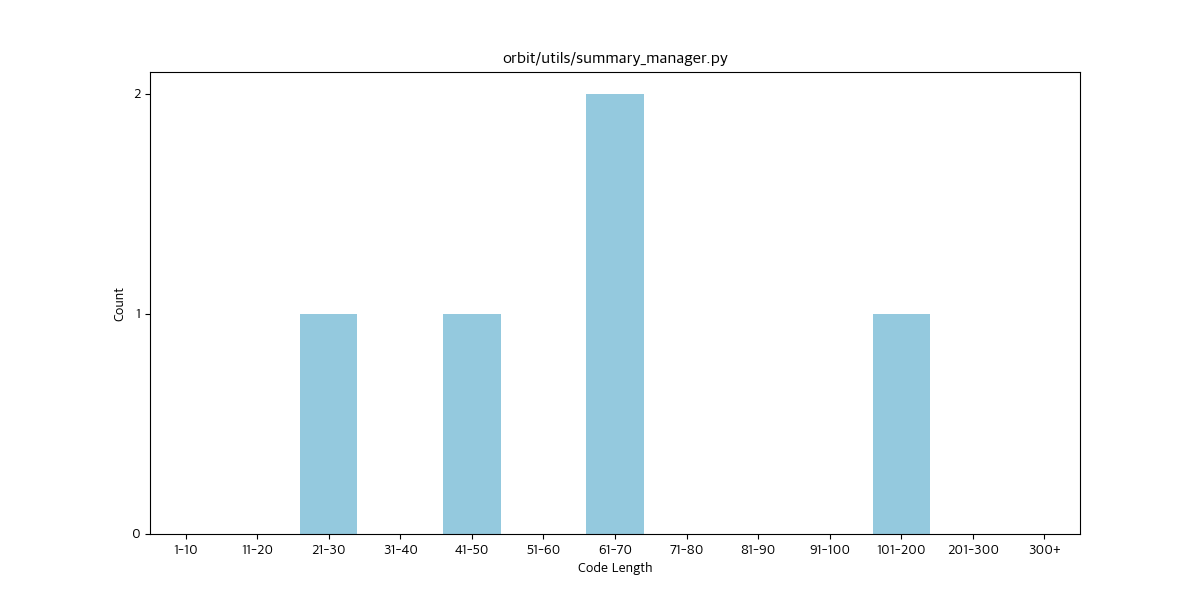 orbit/utils/summary_manager.py
2
1
0
Count
1-10 11-20 21-30 31-40 41-50 51-60 61-70 71-80 81-90 91-100 101-200 201-300 300+
Code Length